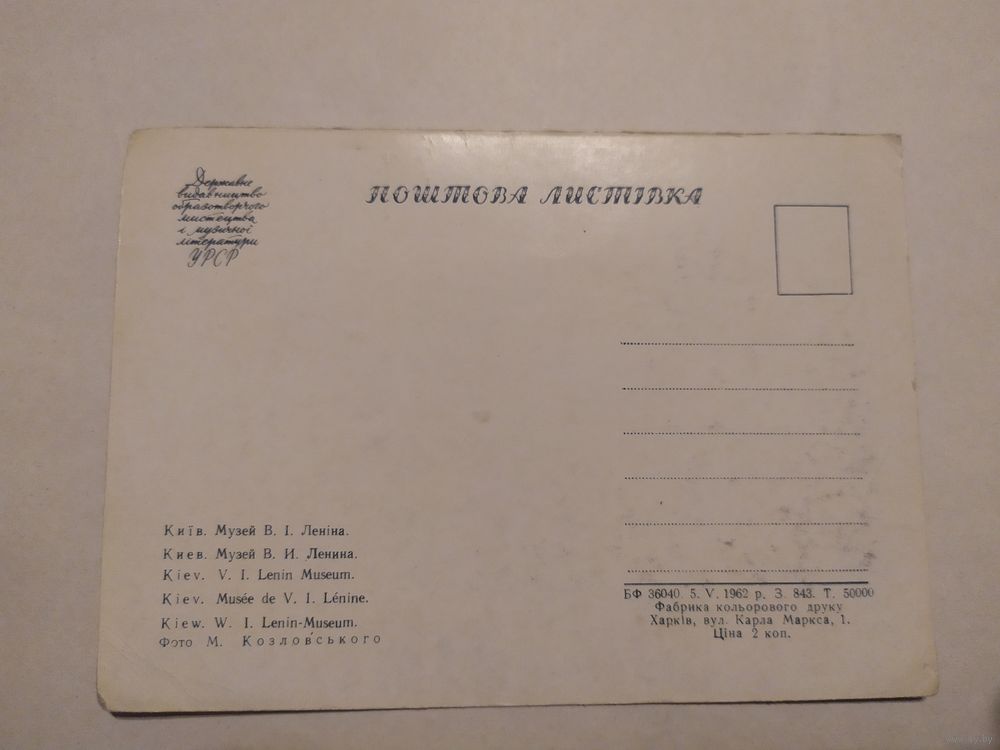 Державне
видавництво
образотворчого
мистецтва
і музичної
літератури
УРСР
ПОШТОВА ЛИСТІВКА
Київ. Музей В. І. Леніна.
Киев. Музей В. И. Ленина.
Kiev. V. I. Lenin Museum.
Kiev. Musée de V. I. Lénine.
Kiew. W. I. Lenin-Museum.
Фото М. Козловського
БФ 36040. 5. V. 1962 р. З. 843. Т. 50000
Фабрика кольорового друку
Харків, вул. Карла Маркса, 1.
Ціна 2 коп.